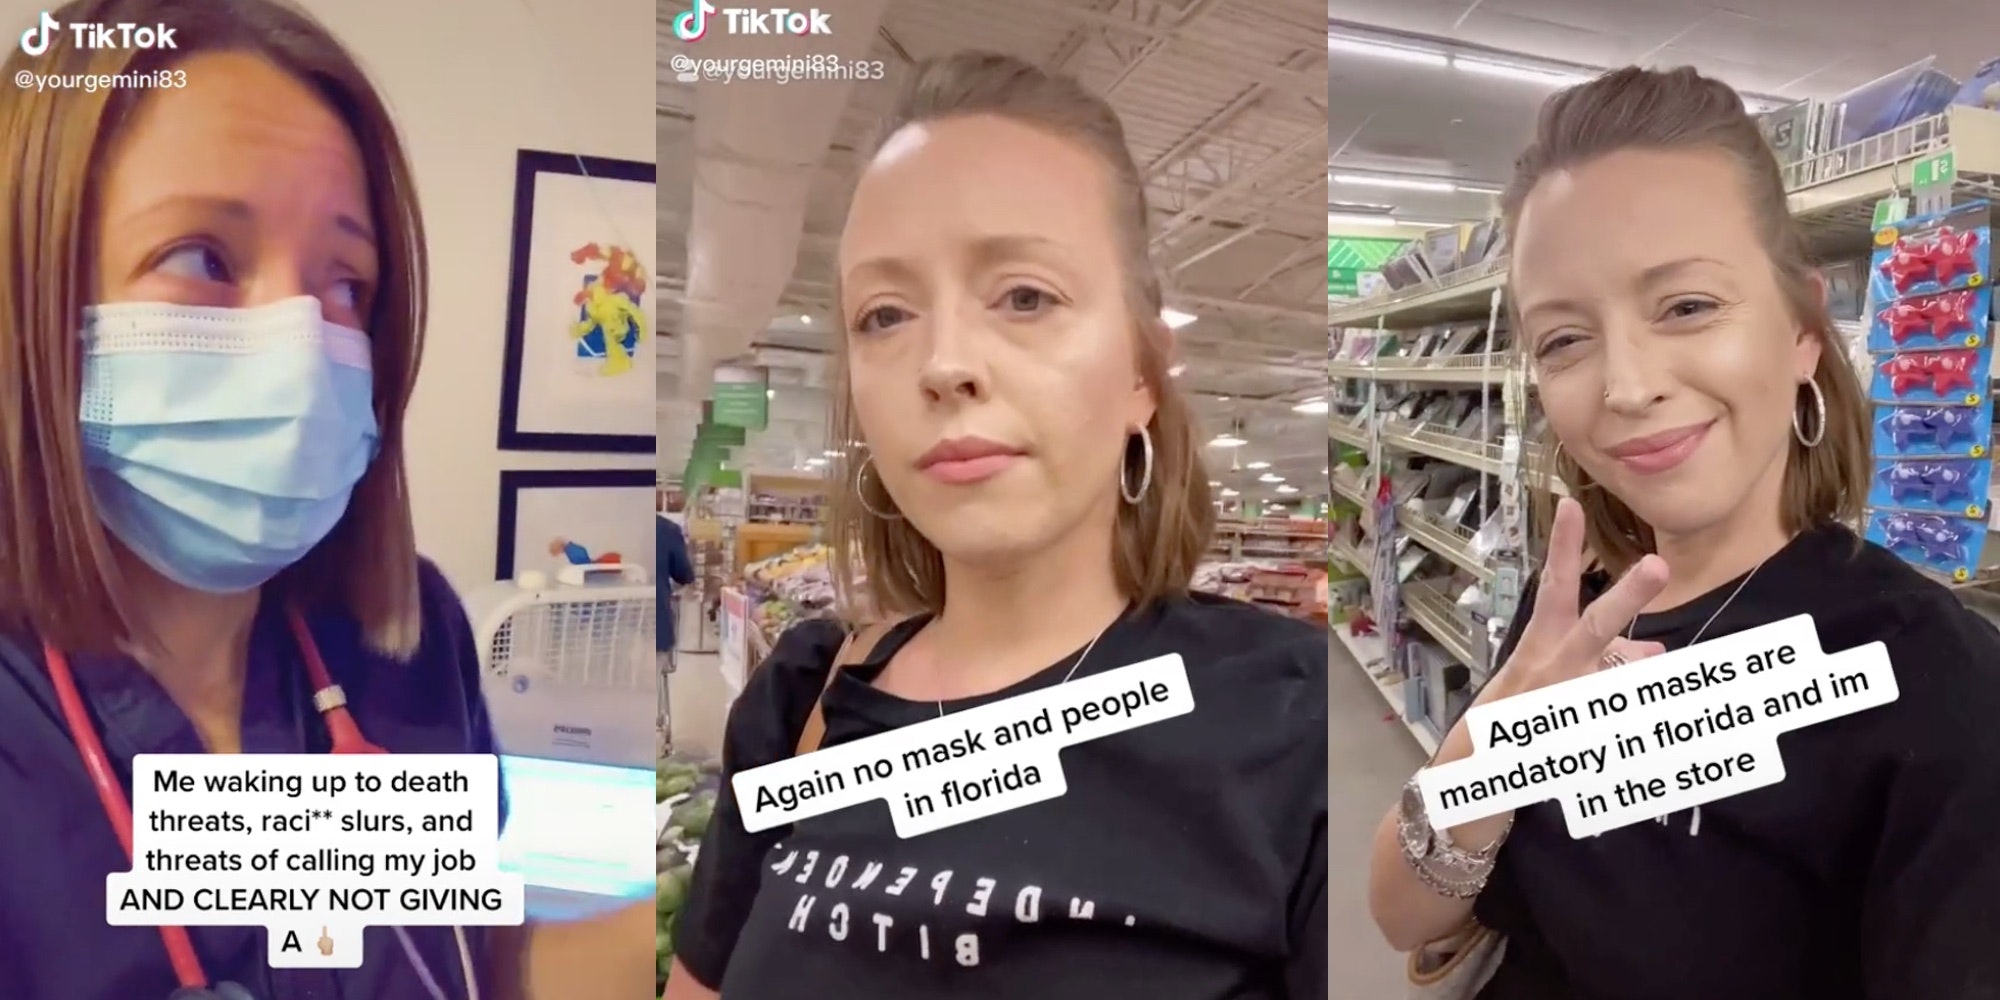 TikTok
@yourgemini83
Me waking up to death
threats, raci** slurs, and
threats of calling my job
AND CLEARLY NOT GIVING
A 🖕🏼
TikTok
@yourgemini83
@yourgemini83
Again no mask and people
in florida
INDEPENDE
BITCH
Again no masks are
mandatory in florida and im
in the store